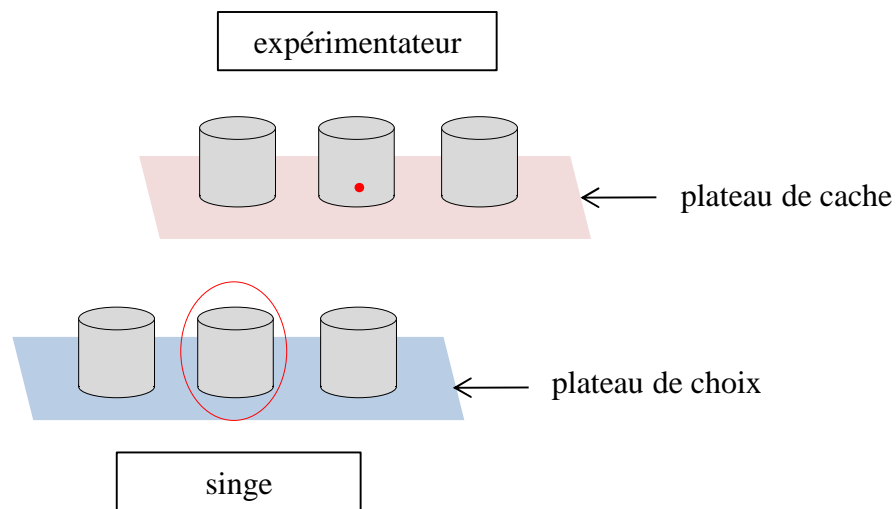 expérimentateur
plateau de cache
plateau de choix
singe